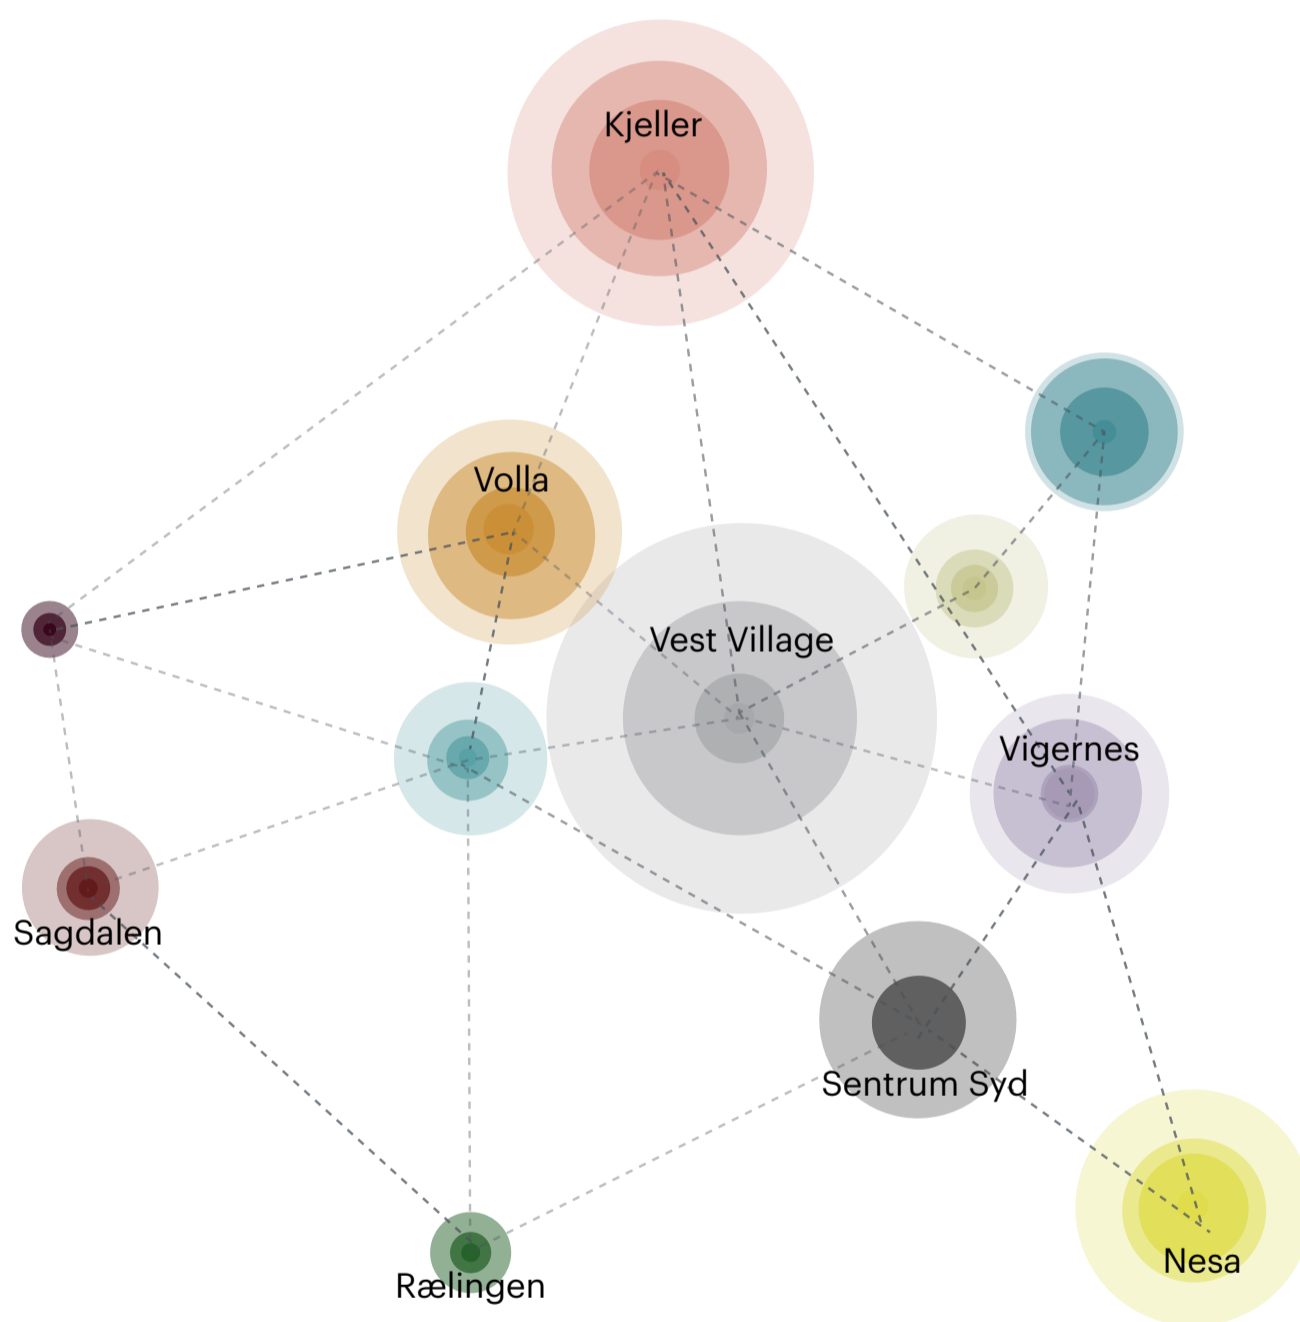 Kjeller
Volla
Vest Village
Vigernes
Sagdalen
Sentrum Syd
Nesa
Rælingen